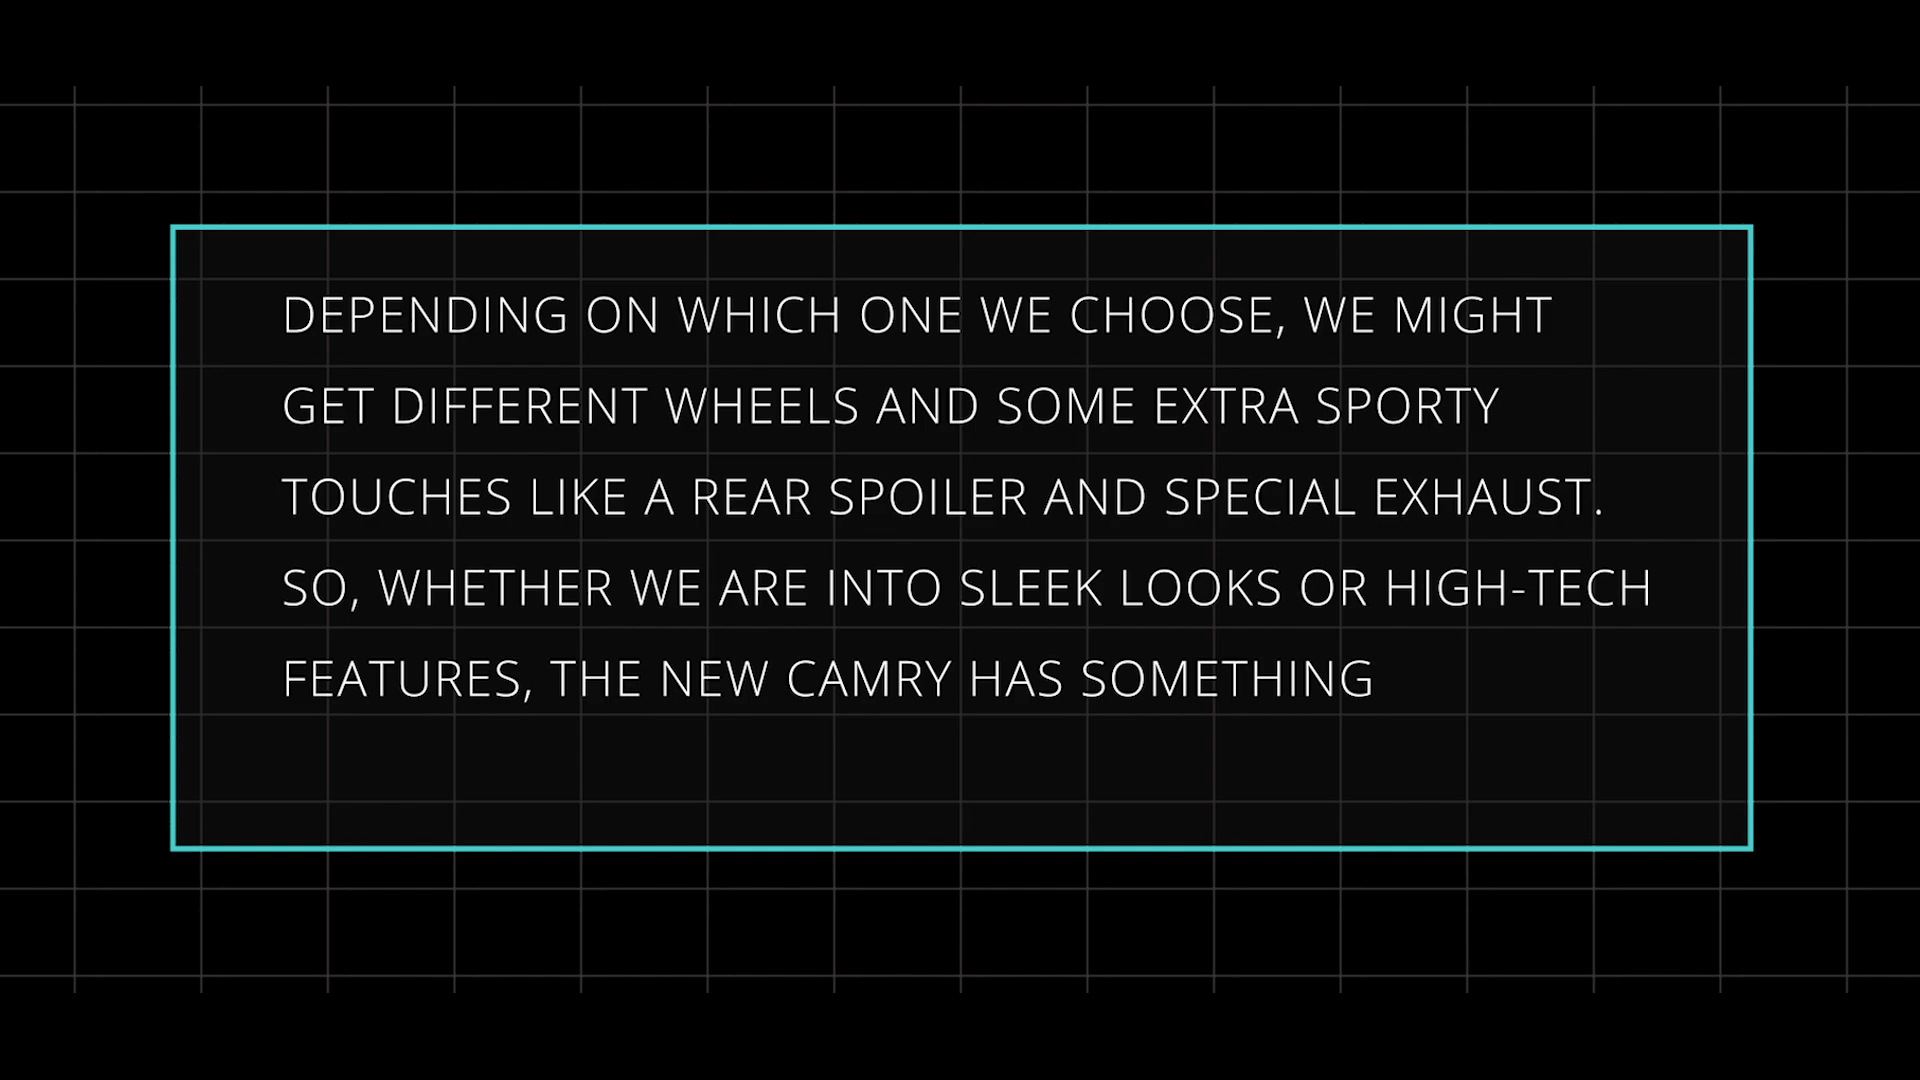 DEPENDING ON WHICH ONE WE CHOOSE, WE MIGHT
GET DIFFERENT WHEELS AND SOME EXTRA SPORTY
TOUCHES LIKE A REAR SPOILER AND SPECIAL EXHAUST.
SO, WHETHER WE ARE INTO SLEEK LOOKS OR HIGH-TECH
FEATURES, THE NEW CAMRY HAS SOMETHING